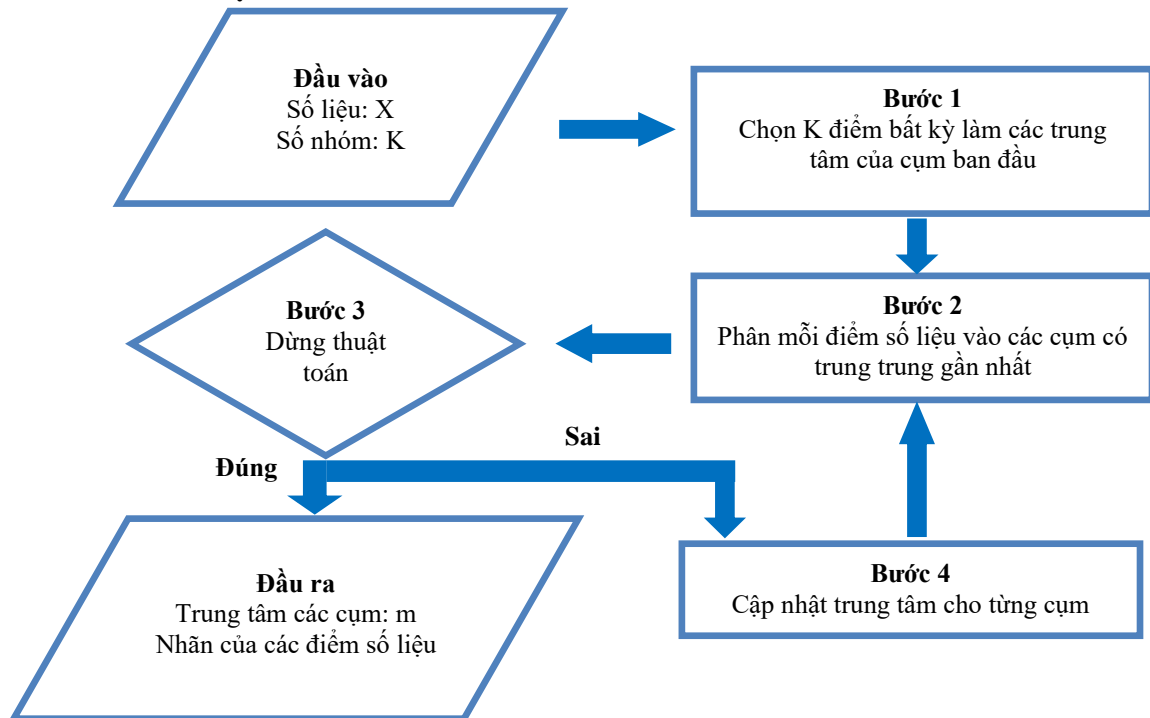 Đầu vào
Số liệu: X
Số nhóm: K
Bước 1
Chọn K điểm bất kỳ làm các trung
tâm của cụm ban đầu
Bước 2
Phân mỗi điểm số liệu vào các cụm có
trung trung gần nhất
Bước 3
Dừng thuật
toán
Sai
Đúng
Bước 4
Cập nhật trung tâm cho từng cụm
Đầu ra
Trung tâm các cụm: m
Nhãn của các điểm số liệu